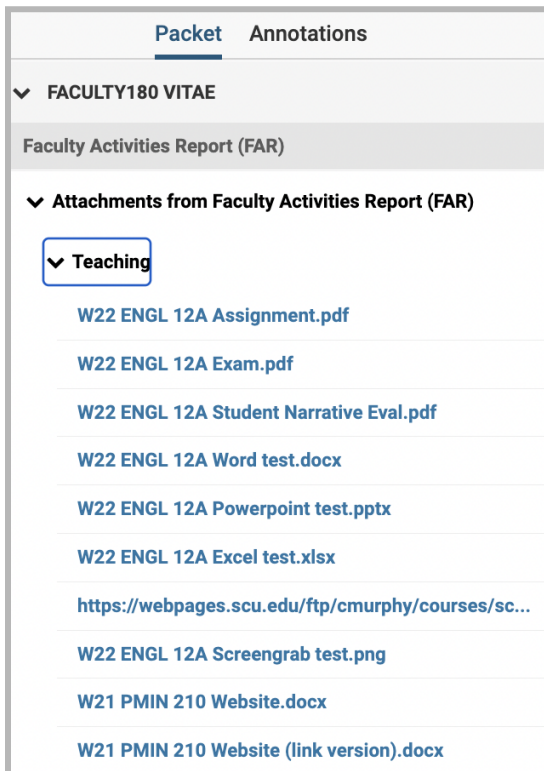 Packet Annotations
FACULTY180 VITAE
Faculty Activities Report (FAR)
Attachments from Faculty Activities Report (FAR)
Teaching
W22 ENGL 12A Assignment.pdf
W22 ENGL 12A Exam.pdf
W22 ENGL 12A Student Narrative Eval.pdf
W22 ENGL 12A Word test.docx
W22 ENGL 12A Powerpoint test.pptx
W22 ENGL 12A Excel test.xlsx
https://webpages.scu.edu/ftp/cmurphy/courses/sc...
W22 ENGL 12A Screengrab test.png
W21 PMIN 210 Website.docx
W21 PMIN 210 Website (link version).docx